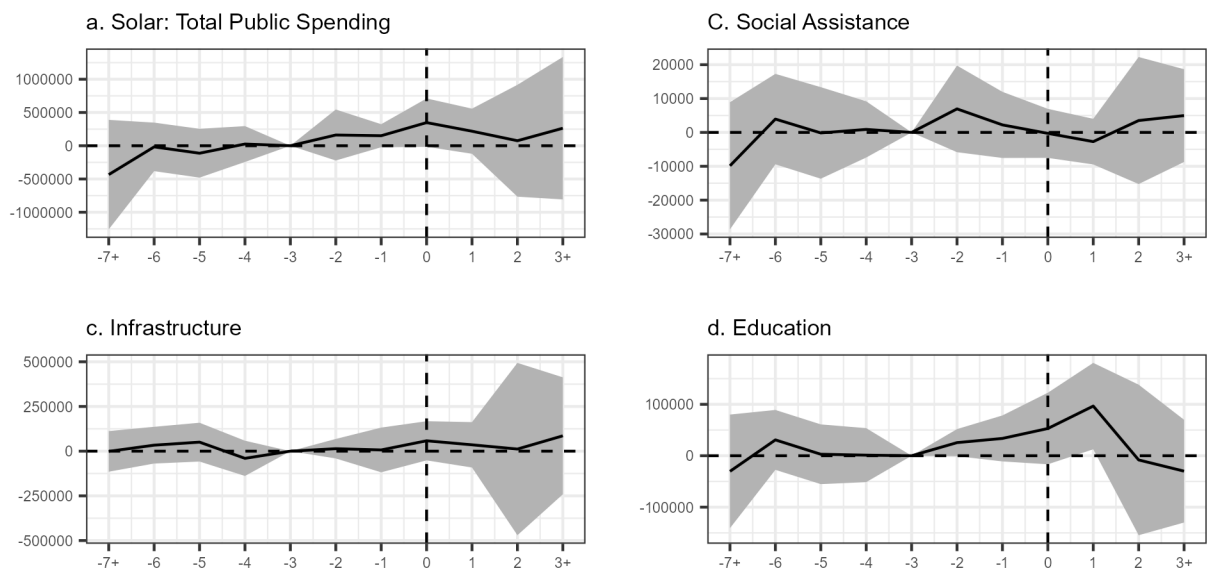 a. Solar: Total Public Spending
1000000
500000
0
-500000
-1000000
-7+ -6 -5 -4 -3 -2 -1 0 1 2 3+
C. Social Assistance
20000
10000
0
-10000
-20000
-30000
-7+ -6 -5 -4 -3 -2 -1 0 1 2 3+
c. Infrastructure
500000
250000
0
-250000
-500000
-7+ -6 -5 -4 -3 -2 -1 0 1 2 3+
d. Education
100000
0
-100000
-7+ -6 -5 -4 -3 -2 -1 0 1 2 3+